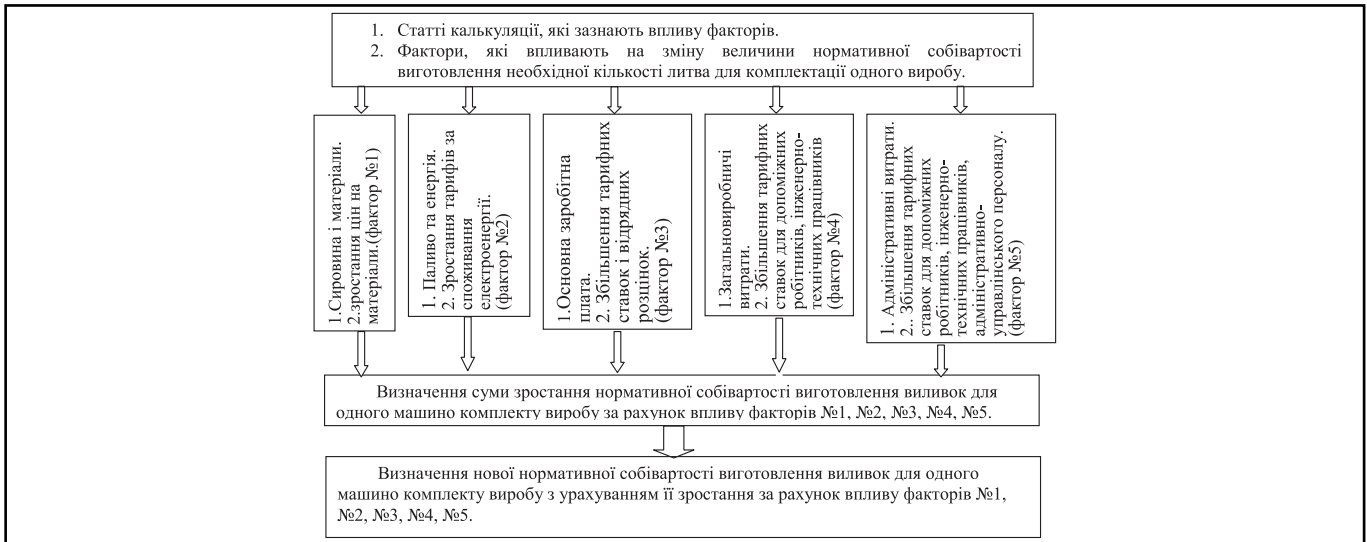 1. Статті калькуляції, які зазнають впливу факторів.
2. Фактори, які впливають на зміну величини нормативної собівартості
виготовлення необхідної кількості литва для комплектації одного виробу.
1.Сировина і матеріали.
2.зростання цін на
матеріали.(фактор №1)
1. Паливо та енергія.
2. Зростання тарифів за
споживання
електроенергії.
(фактор №2)
1.Основна заробітна
плата.
2. Збільшення тарифних
ставок і відрядних
розцінок.
(фактор №3)
1.Загальновиробничі
витрати.
2. Збільшення тарифних
ставок для допоміжних
робітників, інженерно-
технічних працівників
(фактор №4)
1. Адміністративні витрати.
2.. Збільшення тарифних
ставок для допоміжних
робітників, інженерно-
технічних працівників,
адміністративно-
управлінського персоналу.
(фактор №5)
Визначення суми зростання нормативної собівартості виготовлення виливок для
одного машино комплекту виробу за рахунок впливу факторів №1, №2, №3, №4, №5.
Визначення нової нормативної собівартості виготовлення виливок для одного
машино комплекту виробу з урахуванням її зростання за рахунок впливу факторів №1,
№2, №3, №4, №5.